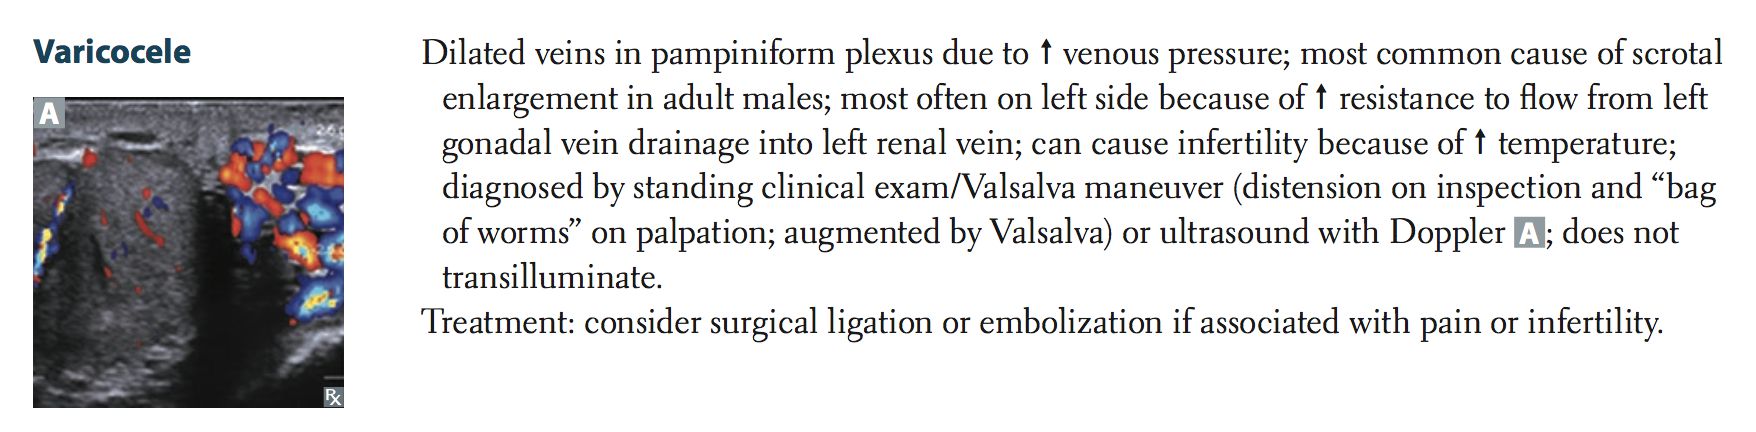 Varicocele
A
℞
Dilated veins in pampiniform plexus due to ↑ venous pressure; most common cause of scrotal
enlargement in adult males; most often on left side because of ↑ resistance to flow from left
gonadal vein drainage into left renal vein; can cause infertility because of ↑ temperature;
diagnosed by standing clinical exam/Valsalva maneuver (distension on inspection and “bag
of worms” on palpation; augmented by Valsalva) or ultrasound with Doppler A; does not
transilluminate.
Treatment: consider surgical ligation or embolization if associated with pain or infertility.